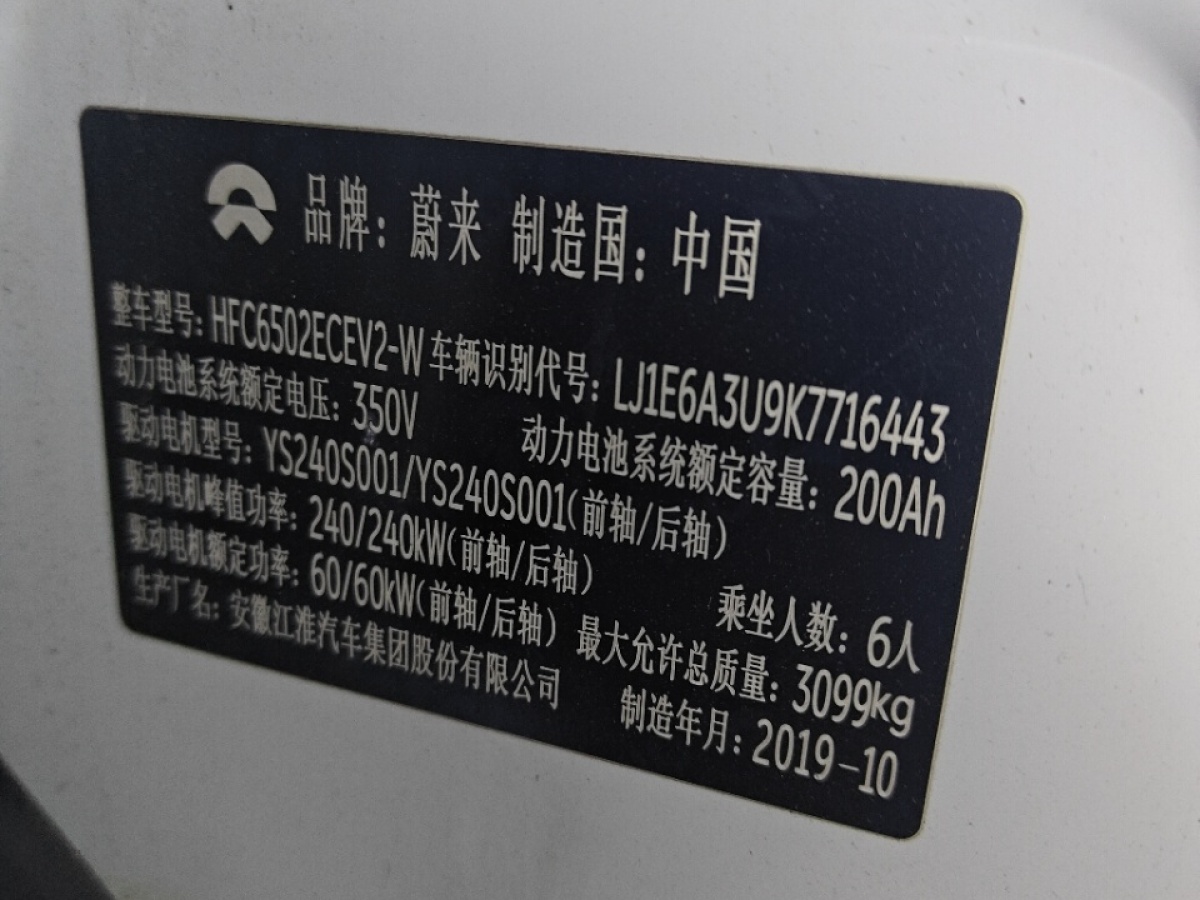 品牌：蔚来 制造国：中国
整车型号：HFC6502ECEV2-W 车辆识别代号：LJ1E6A3U9K7716443
动力电池系统额定电压：350V 动力电池系统额定容量：200Ah
驱动电机型号：YS240S001/YS240S001(前轴/后轴)
驱动电机峰值功率：240/240kW(前轴/后轴) 乘坐人数：6人
驱动电机额定功率：60/60kW(前轴/后轴) 最大允许总质量：3099kg
生产厂名：安徽江淮汽车集团股份有限公司 制造年月：2019-10